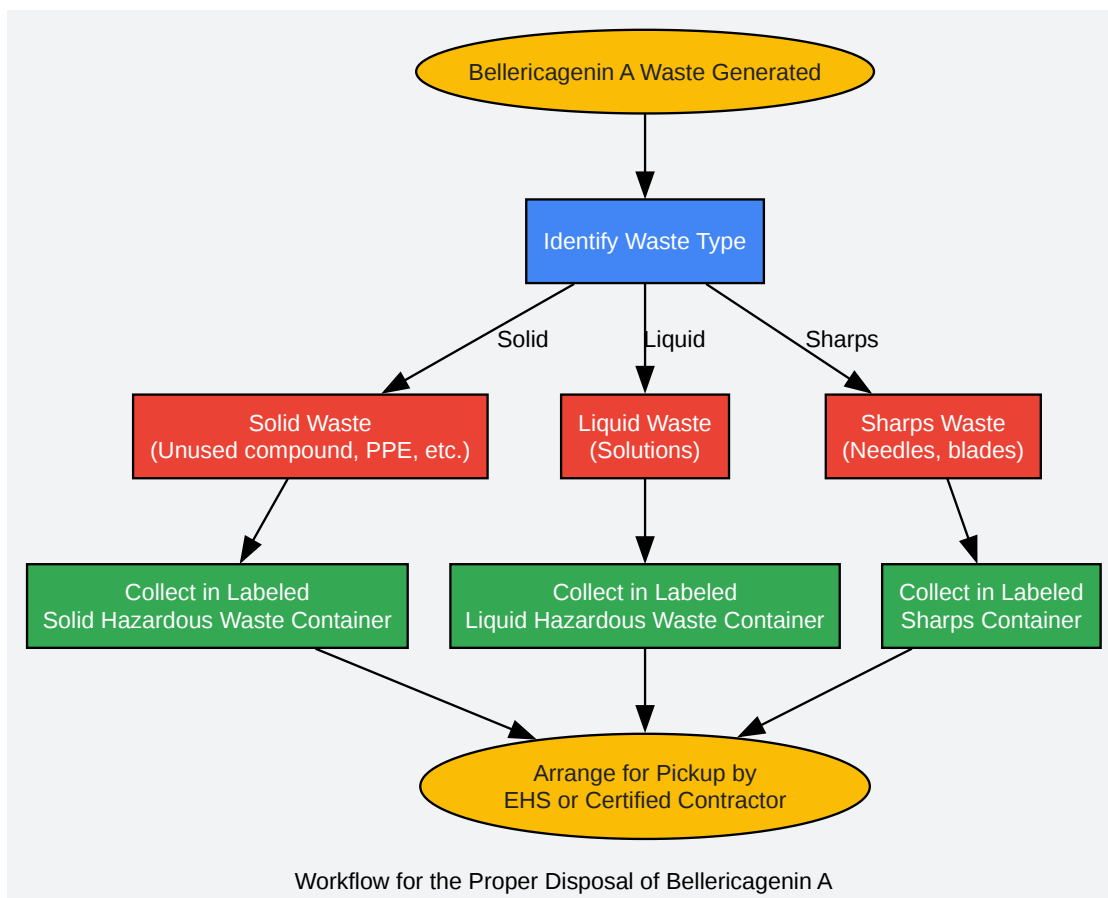 Bellericagenin A Waste Generated
Identify Waste Type
Solid
Liquid
Sharps
Solid Waste
(Unused compound, PPE, etc.)
Liquid Waste
(Solutions)
Sharps Waste
(Needles, blades)
Collect in Labeled
Solid Hazardous Waste Container
Collect in Labeled
Liquid Hazardous Waste Container
Collect in Labeled
Sharps Container
Arrange for Pickup by
EHS or Certified Contractor
Workflow for the Proper Disposal of Bellericagenin A